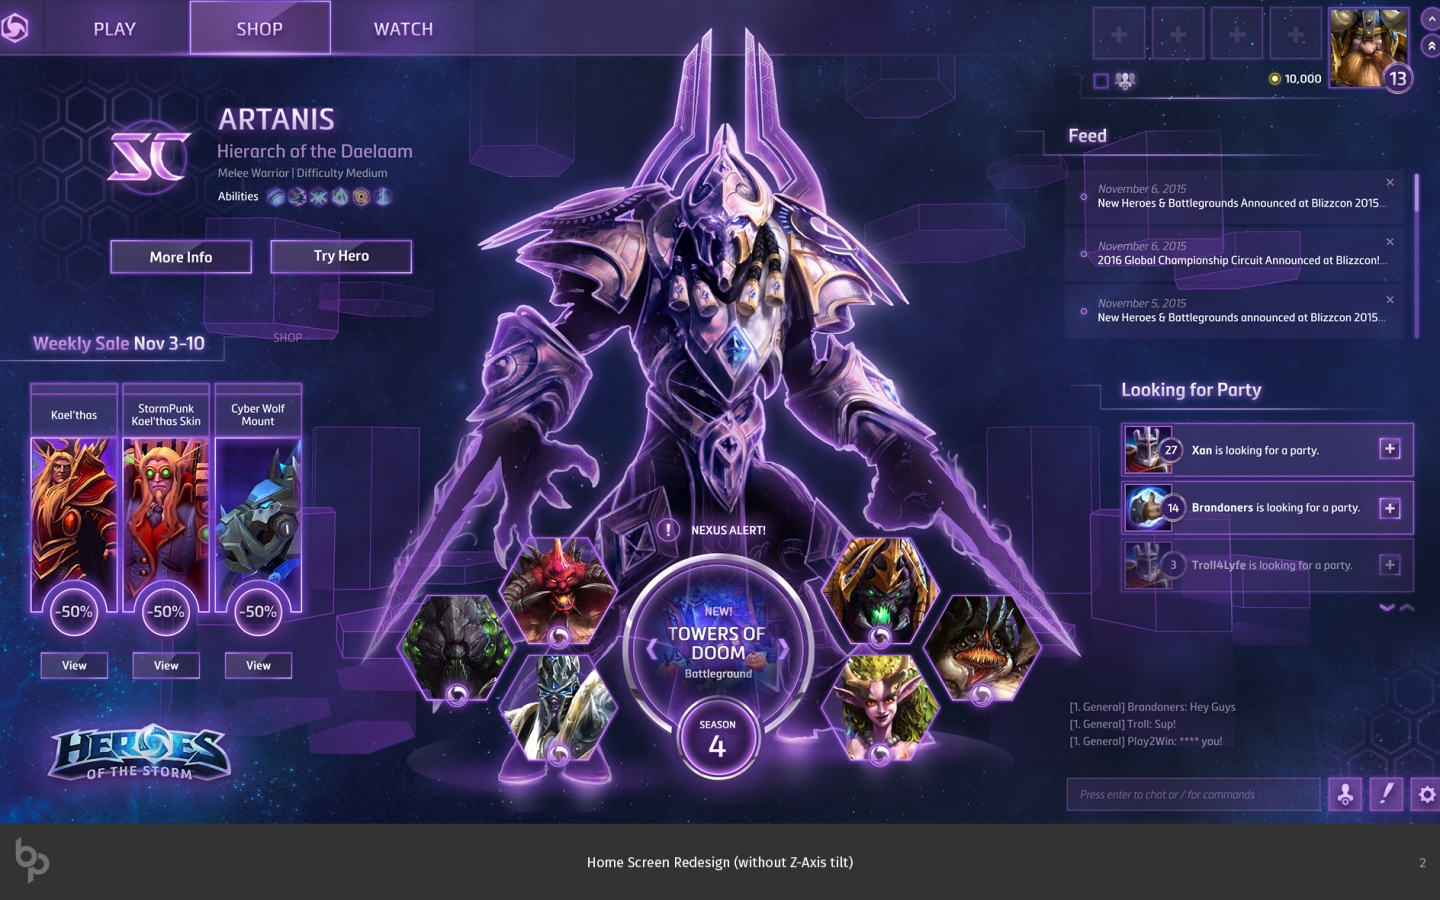 PLAY
SHOP
WATCH
10,000
13
SC
ARTANIS
Hierarch of the Daelaam
Melee Warrior | Difficulty Medium
Abilities
More Info
Try Hero
Feed
November 6, 2015
New Heroes & Battlegrounds Announced at Blizzcon 2015...
November 6, 2015
2016 Global Championship Circuit Announced at Blizzcon!...
November 5, 2015
New Heroes & Battlegrounds announced at Blizzcon 2015...
SHOP
Weekly Sale Nov 3-10
Kael'thas
StormPunk
Kael'thas Skin
Cyber Wolf
Mount
-50%
-50%
-50%
View
View
View
Looking for Party
27
Xan is looking for a party.
14
Brandoners is looking for a party.
3
Troll4Lyfe is looking for a party.
NEXUS ALERT!
NEW!
TOWERS OF
DOOM
Battleground
SEASON
4
HEROES
OF THE STORM
[1. General] Brandoners: Hey Guys
[1. General] Troll: Sup!
[1. General] Play2Win: **** you!
Press enter to chat or / for commands
bp
Home Screen Redesign (without Z-Axis tilt)
2